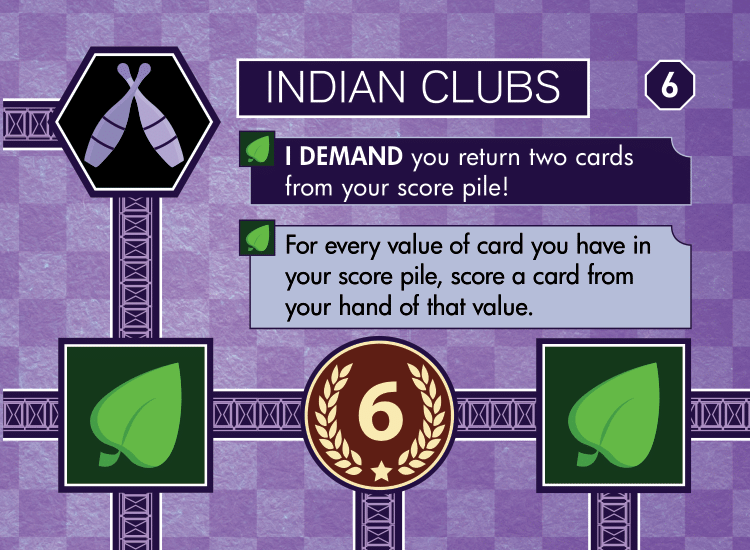 INDIAN CLUBS
6
I DEMAND you return two cards
from your score pile!
For every value of card you have in
your score pile, score a card from
your hand of that value.
6